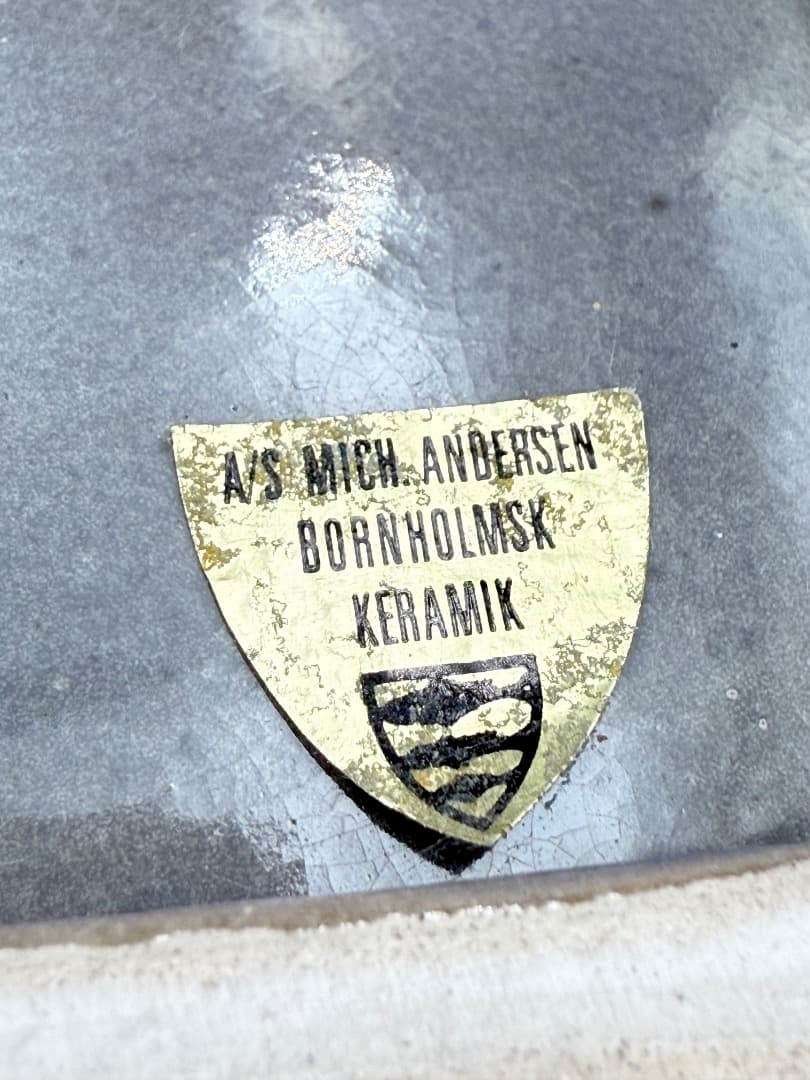 A/S MICH. ANDERSEN
BORNHOLMSK
KERAMIK